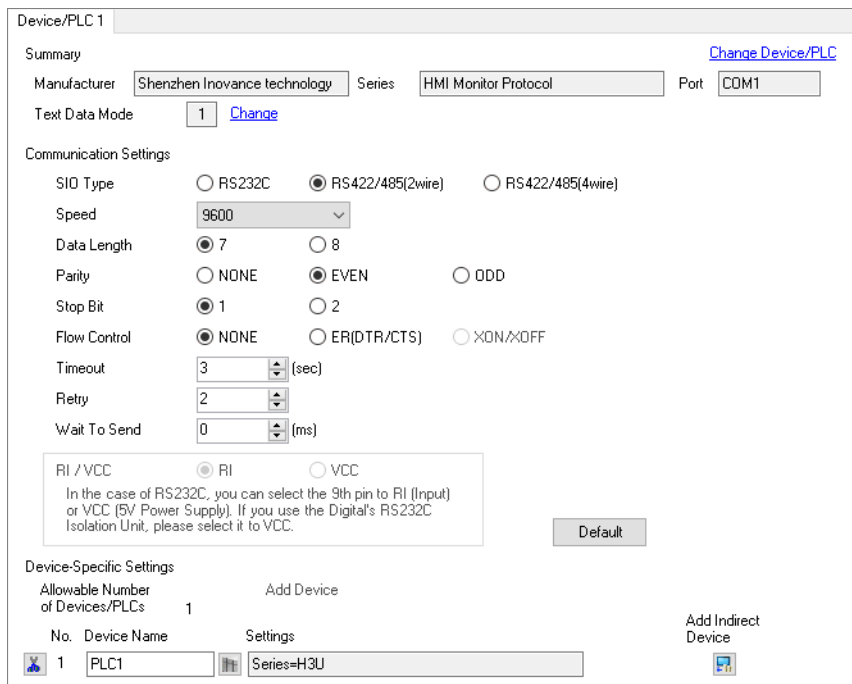 Device/PLC 1
Summary
Change Device/PLC
Manufacturer Shenzhen Inovance technology Series HMI Monitor Protocol Port COM1
Text Data Mode 1 Change
Communication Settings
SIO Type RS232C RS422/485(2wire) RS422/485(4wire)
Speed 9600
Data Length 7 8
Parity NONE EVEN ODD
Stop Bit 1 2
Flow Control NONE ER(DTR/CTS) XON/XOFF
Timeout 3 (sec)
Retry 2
Wait To Send 0 (ms)
RI / VCC RI VCC
In the case of RS232C, you can select the 9th pin to RI (Input)
or VCC (5V Power Supply). If you use the Digital's RS232C
Isolation Unit, please select it to VCC.
Default
Device-Specific Settings
Allowable Number Add Device
of Devices/PLCs 1
Add Indirect
No. Device Name Settings Device
1 PLC1 Series=H3U